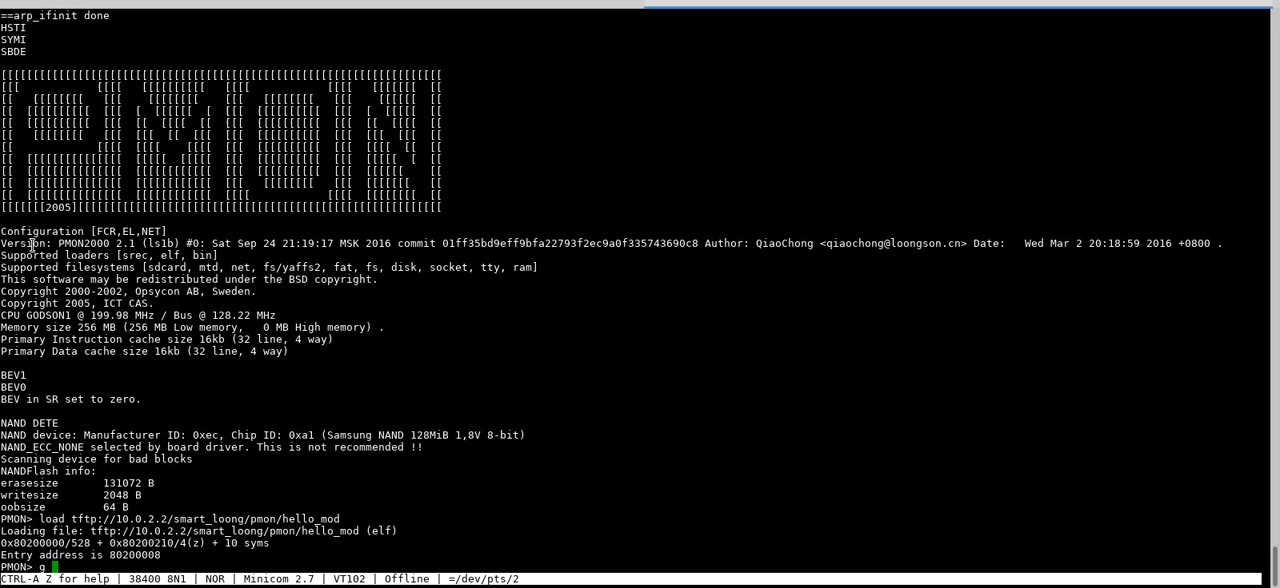 ==arp_ifinit done
HSTI
SYMI
SBDE
[[[[[[[2005][[[[[[[[[[[[[[[[[[[[[[[[[[[[[[[[[[[[[[[[[[[[[[[[[[[[[[[[[
Configuration [FCR,EL,NET]
Version: PMON2000 2.1 (ls1b) #0: Sat Sep 24 21:19:17 MSK 2016 commit 01ff35bd9eff9bfa22793f2ec9a0f335743690c8 Author: QiaoChong <qiaochong@loongson.cn> Date:   Wed Mar 2 20:18:59 2016 +0800 .
Supported loaders [srec, elf, bin]
Supported filesystems [sdcard, mtd, net, fs/yaffs2, fat, fs, disk, socket, tty, ram]
This software may be redistributed under the BSD copyright.
Copyright 2000-2002, Opsycon AB, Sweden.
Copyright 2005, ICT CAS.
CPU GODSON1 @ 199.98 MHz / Bus @ 128.22 MHz
Memory size 256 MB (256 MB Low memory,   0 MB High memory) .
Primary Instruction cache size 16kb (32 line, 4 way)
Primary Data cache size 16kb (32 line, 4 way)
BEV1
BEV0
BEV in SR set to zero.
NAND DETE
NAND device: Manufacturer ID: 0xec, Chip ID: 0xa1 (Samsung NAND 128MiB 1,8V 8-bit)
NAND_ECC_NONE selected by board driver. This is not recommended !!
Scanning device for bad blocks
NANDFlash info:
erasesize       131072 B
writesize       2048 B
oobsize         64 B
PMON> load tftp://10.0.2.2/smart_loong/pmon/hello_mod
Loading file: tftp://10.0.2.2/smart_loong/pmon/hello_mod (elf)
0x80200000/528 + 0x80200210/4(z) + 10 syms
Entry address is 80200008
PMON> g
CTRL-A Z for help | 38400 8N1 | NOR | Minicom 2.7 | VT102 | Offline | =/dev/pts/2